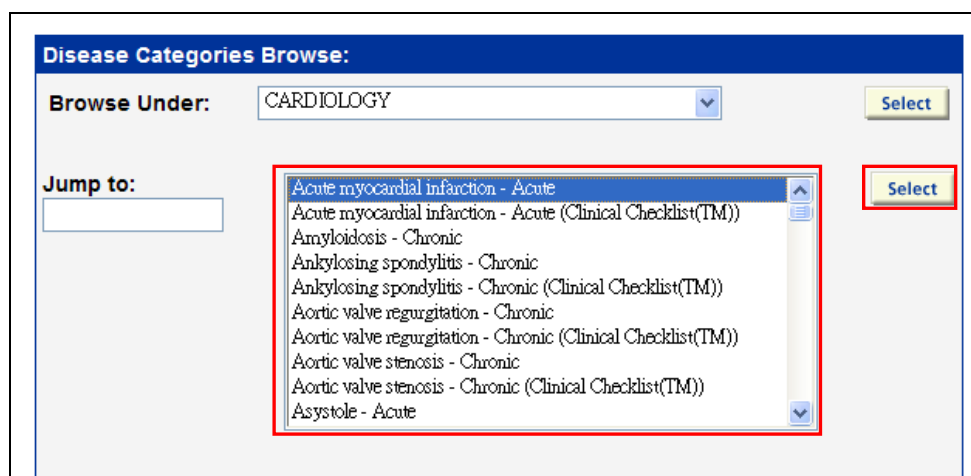 Disease Categories Browse:
Browse Under: CARDIOLOGY Select
Jump to: Select
Acute myocardial infarction - Acute
Acute myocardial infarction - Acute (Clinical Checklist(TM))
Amyloidosis - Chronic
Ankylosing spondylitis - Chronic
Ankylosing spondylitis - Chronic (Clinical Checklist(TM))
Aortic valve regurgitation - Chronic
Aortic valve regurgitation - Chronic (Clinical Checklist(TM))
Aortic valve stenosis - Chronic
Aortic valve stenosis - Chronic (Clinical Checklist(TM))
Asystole - Acute